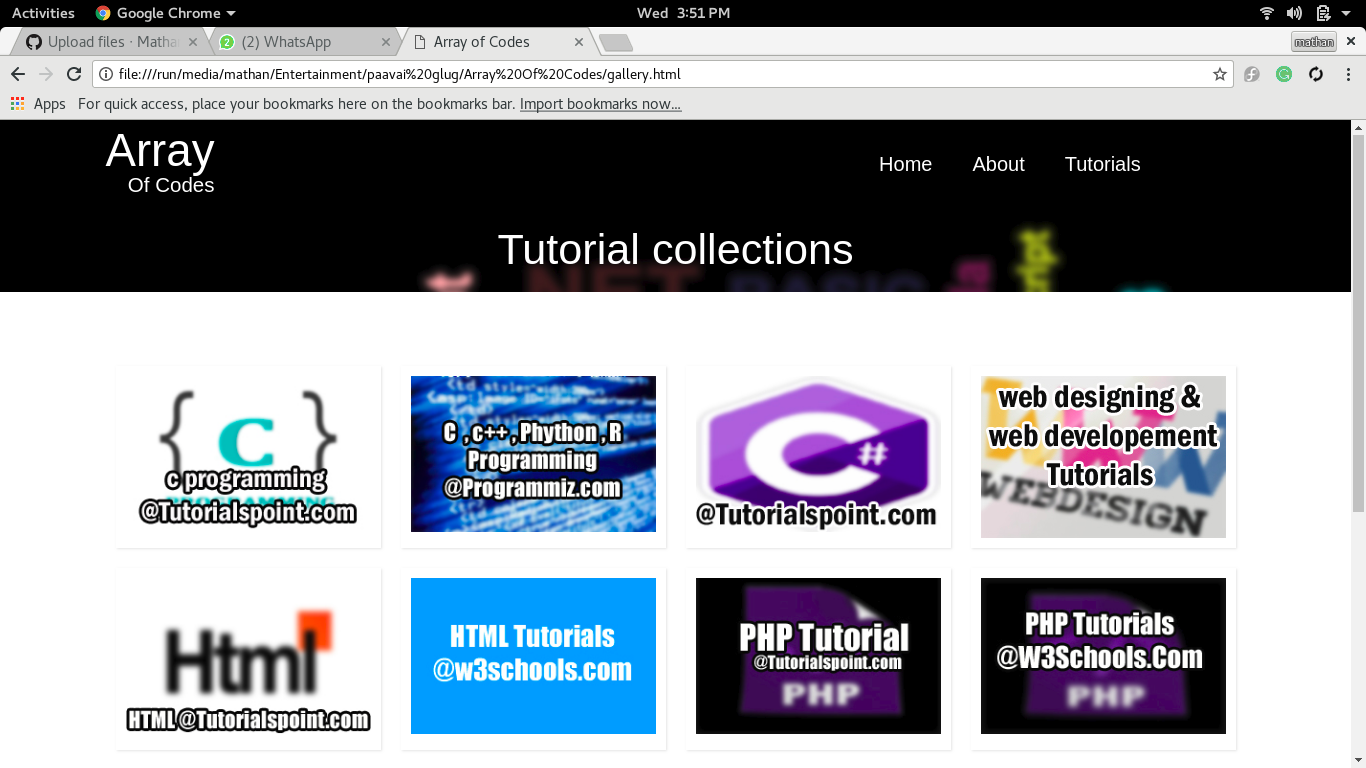 Activities Google Chrome Wed 3:51 PM
Upload files · Mathan
(2) WhatsApp
Array of Codes
mathan
file:///run/media/mathan/Entertainment/paavai%20glug/Array%20Of%20Codes/gallery.html
Apps For quick access, place your bookmarks here on the bookmarks bar. Import bookmarks now...
Array
Of Codes
Home About Tutorials
Tutorial collections
NET BASIC
C
c programming
PROGRAMMING
@Tutorialspoint.com
C , c++ , Phython , R
Programming
@Programmiz.com
C#
@Tutorialspoint.com
web designing &
web developement
Tutorials
WWW
WEBDESIGN
Html
HTML @Tutorialspoint.com
HTML Tutorials
@w3schools.com
PHP Tutorial
@Tutorialspoint.com
PHP
PHP Tutorials
@W3Schools.Com
PHP